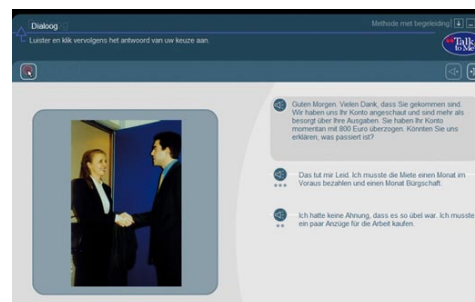 Dialoog
Methode met begeleiding
Luister en klik vervolgens het antwoord van uw keuze aan.
Talk
to Me
Guten Morgen. Vielen Dank, dass Sie gekommen sind.
Wir haben uns Ihr Konto angeschaut und sind mehr als
besorgt über Ihre Ausgaben. Sie haben Ihr Konto
momentan mit 800 Euro überzogen. Könnten Sie uns
erklären, was passiert ist?
Das tut mir Leid. Ich musste die Miete einen Monat im
Voraus bezahlen und einen Monat Bürgschaft.
Ich hatte keine Ahnung, dass es so übel war. Ich musste
ein paar Anzüge für die Arbeit kaufen.